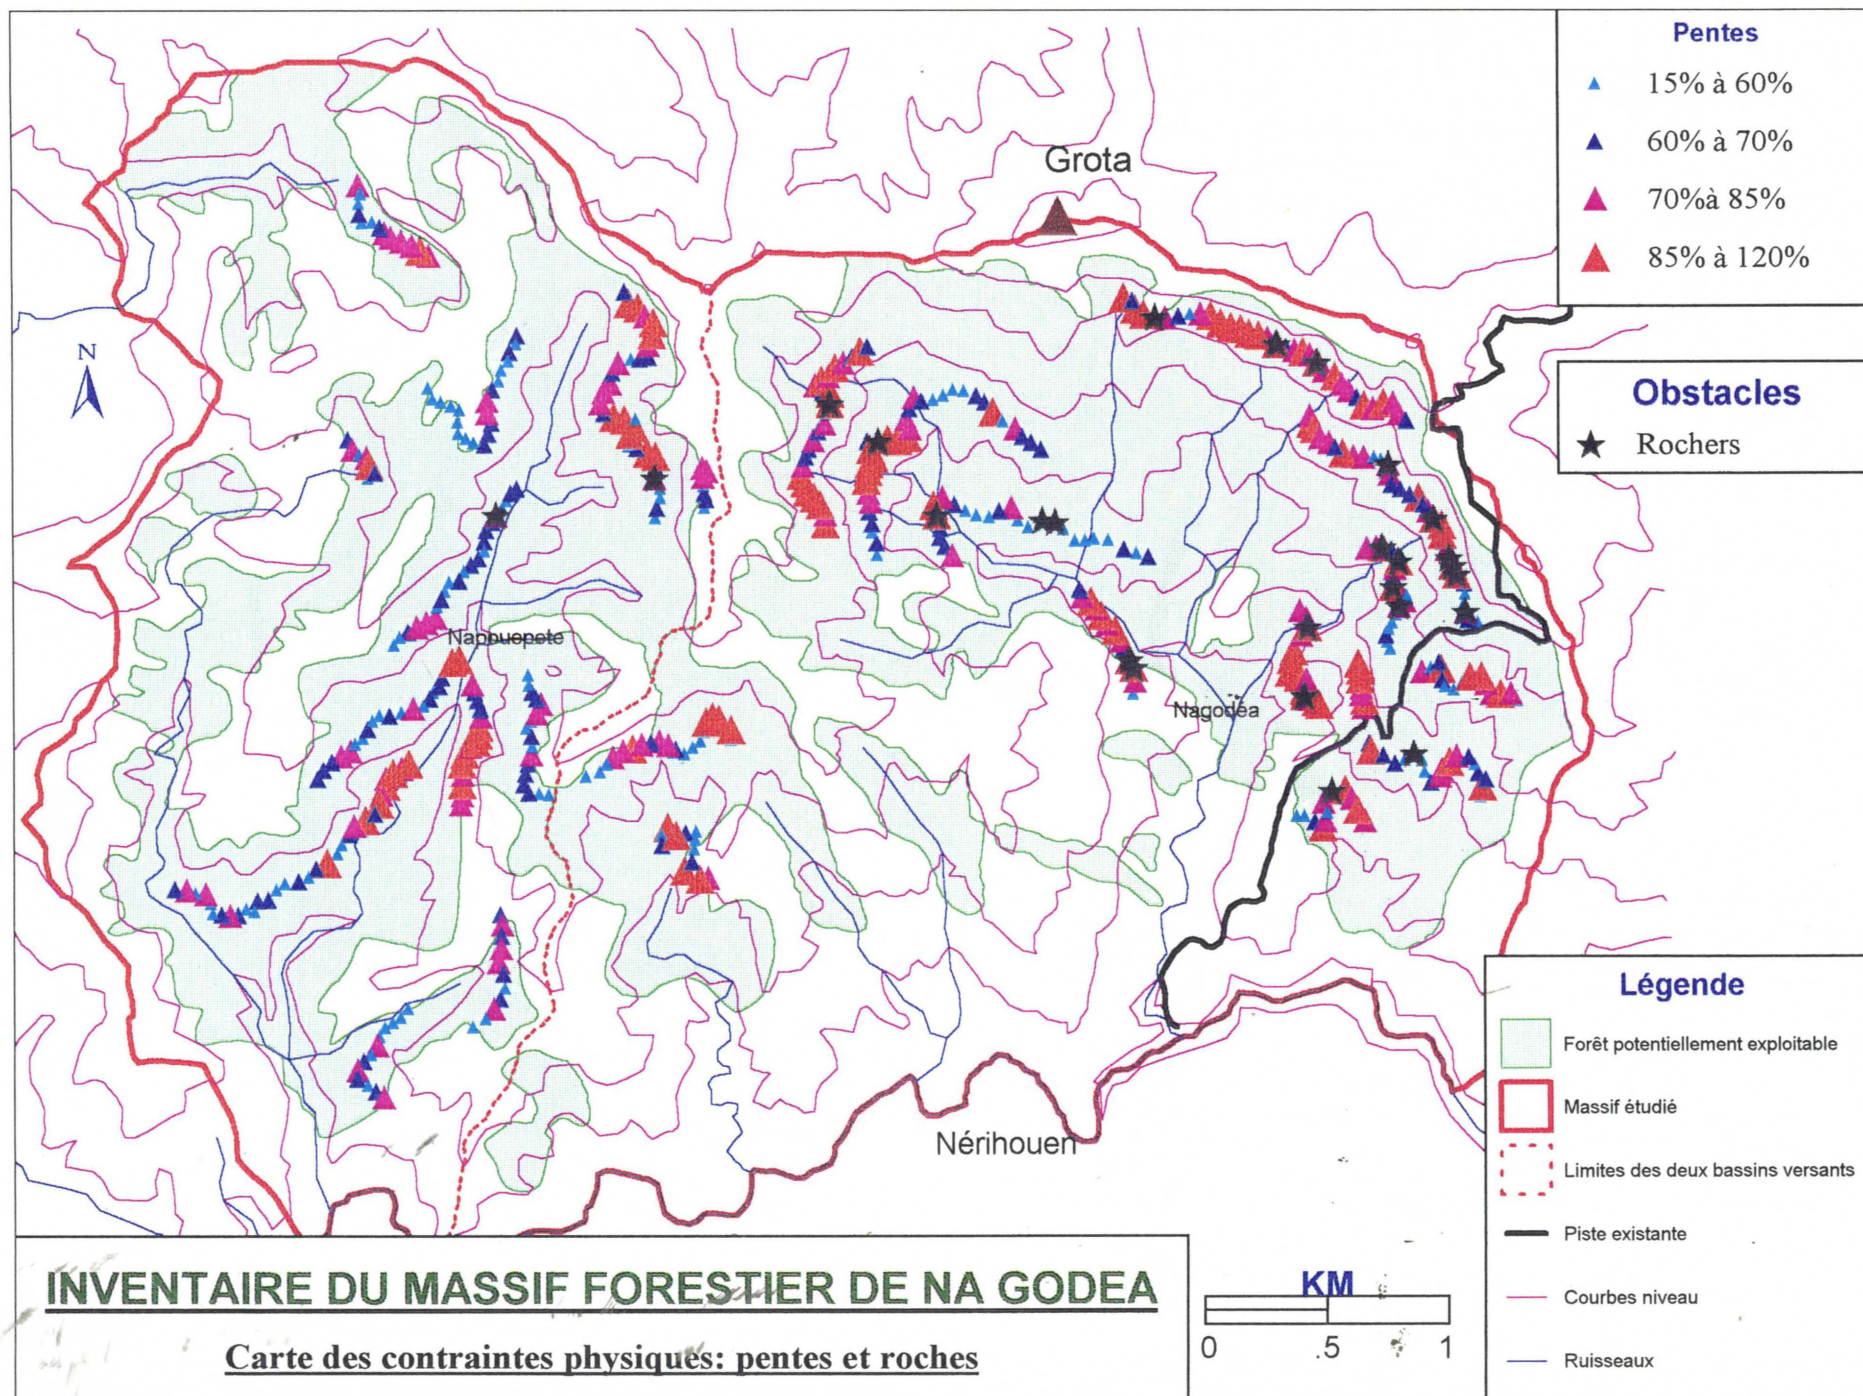 Pentes
15% à 60%
60% à 70%
70%à 85%
85% à 120%
Grota
N
Obstacles
Rochers
Napouepete
Nagodéa
Nérihouen
Légende
Forêt potentiellement exploitable
Massif étudié
Limites des deux bassins versants
Piste existante
Courbes niveau
Ruisseaux
INVENTAIRE DU MASSIF FORESTIER DE NA GODEA
Carte des contraintes physiques: pentes et roches
KM
0 .5 1